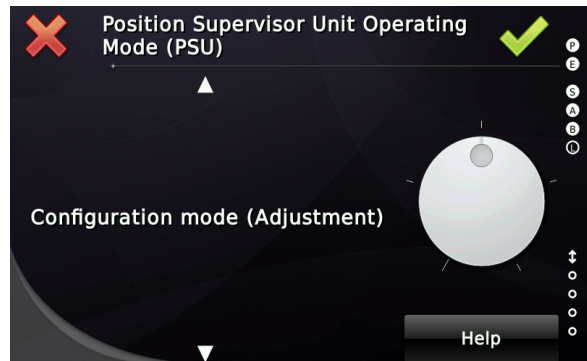 Position Supervisor Unit Operating
Mode (PSU)
P
E
S
A
B
L
Configuration mode (Adjustment)
Help